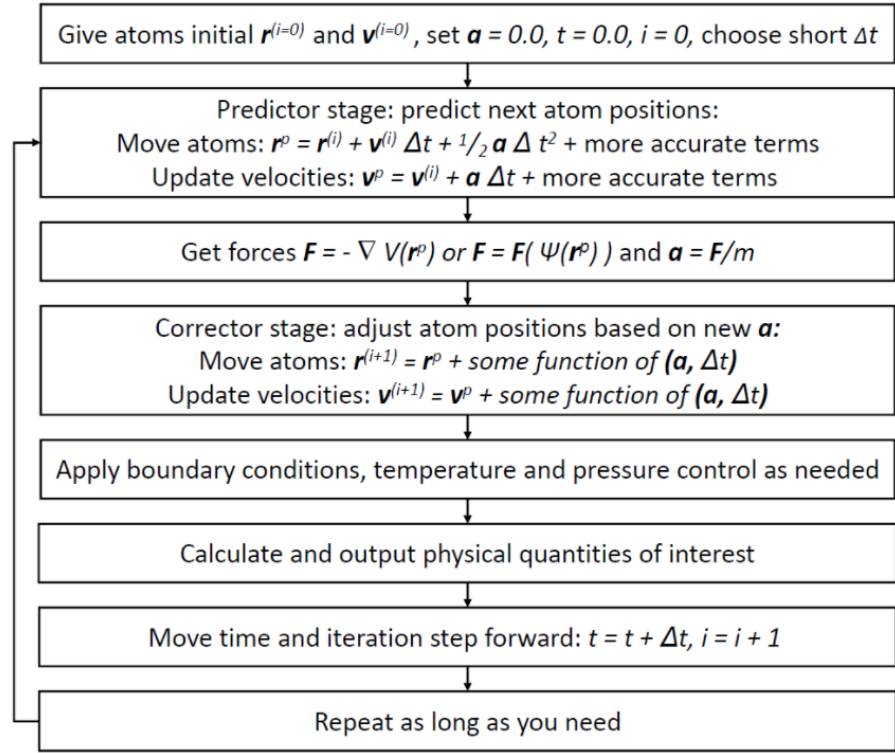 Give atoms initial r⁽ⁱ⁼⁰⁾ and v⁽ⁱ⁼⁰⁾ , set a = 0.0, t = 0.0, i = 0, choose short Δt
Predictor stage: predict next atom positions:
Move atoms: rᵖ = r⁽ⁱ⁾ + v⁽ⁱ⁾ Δt + ¹/₂ a Δ t² + more accurate terms
Update velocities: vᵖ = v⁽ⁱ⁾ + a Δt + more accurate terms
Get forces F = - ∇ V(rᵖ) or F = F( Ψ(rᵖ) ) and a = F/m
Corrector stage: adjust atom positions based on new a:
Move atoms: r⁽ⁱ⁺¹⁾ = rᵖ + some function of (a, Δt)
Update velocities: v⁽ⁱ⁺¹⁾ = vᵖ + some function of (a, Δt)
Apply boundary conditions, temperature and pressure control as needed
Calculate and output physical quantities of interest
Move time and iteration step forward: t = t + Δt, i = i + 1
Repeat as long as you need